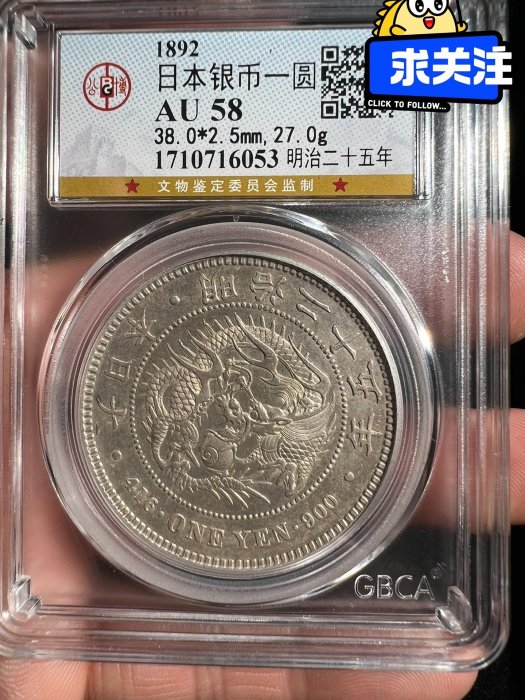 1892
日本银币一圆
AU 58
38.0*2.5mm,27.0g
1710716053 明治二十五年
★ 文物鉴定委员会监制 ★
求关注
CLICK TO FOLLOW...
大日本·明治二十五年
416·ONE YEN·900
GBCA